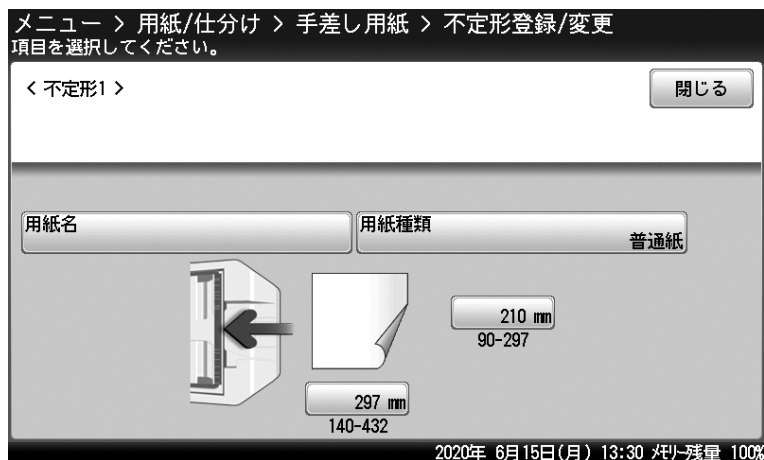 メニュー > 用紙/仕分け > 手差し用紙 > 不定形登録/変更
項目を選択してください。
< 不定形1 >
閉じる
用紙名
用紙種類
普通紙
210 mm
90-297
297 mm
140-432
2020年 6月15日(月) 13:30 ﾒﾓﾘｰ残量 100%